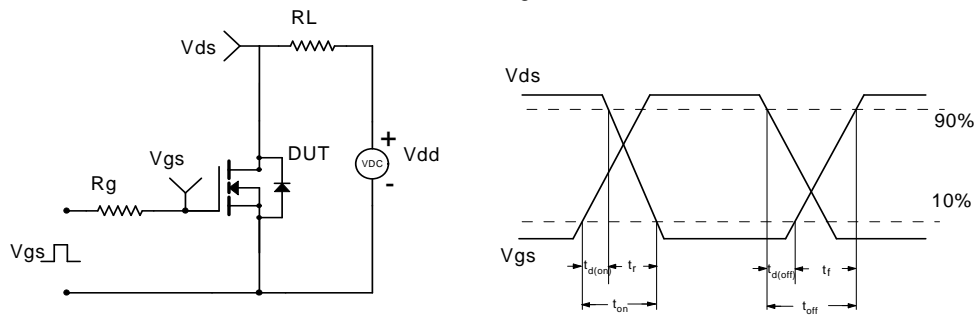 RL
Vds
Vgs
DUT
+
VDC
Vdd
-
Rg
Vgs
Vds
90%
10%
Vgs
td(on)
tr
td(off)
tf
ton
toff